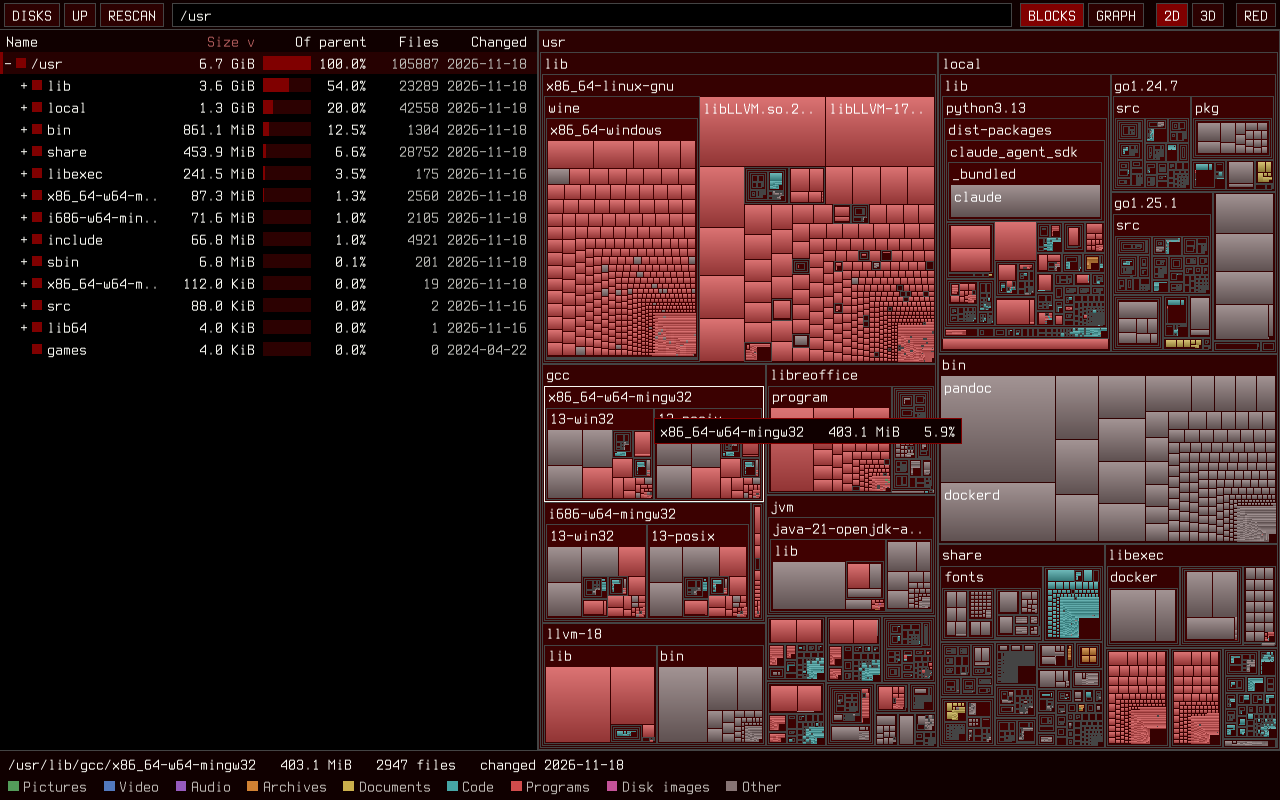 DISKS UP RESCAN /usr BLOCKS GRAPH 2D 3D RED
Name Size v Of parent Files Changed
- /usr 6.7 GiB 100.0% 105887 2026-11-18
+ lib 3.6 GiB 54.0% 23289 2026-11-18
+ local 1.3 GiB 20.0% 42558 2026-11-18
+ bin 861.1 MiB 12.5% 1304 2026-11-18
+ share 453.9 MiB 6.6% 28752 2026-11-18
+ libexec 241.5 MiB 3.5% 175 2026-11-16
+ x86_64-w64-m.. 87.3 MiB 1.3% 2560 2026-11-18
+ i686-w64-min.. 71.6 MiB 1.0% 2105 2026-11-18
+ include 66.8 MiB 1.0% 4921 2026-11-18
+ sbin 6.8 MiB 0.1% 201 2026-11-18
+ x86_64-w64-m.. 112.0 KiB 0.0% 19 2026-11-18
+ src 88.0 KiB 0.0% 2 2026-11-16
+ lib64 4.0 KiB 0.0% 1 2026-11-16
games 4.0 KiB 0.0% 0 2024-04-22
usr
lib
x86_64-linux-gnu
wine
x86_64-windows
libLLVM.so.2..
libLLVM-17..
local
lib
python3.13
dist-packages
claude_agent_sdk
_bundled
claude
go1.24.7
src
pkg
go1.25.1
src
gcc
x86_64-w64-mingw32
13-win32
x86_64-w64-mingw32 403.1 MiB 5.9%
i686-w64-mingw32
13-win32
13-posix
llvm-18
lib
bin
libreoffice
program
jvm
java-21-openjdk-a..
lib
bin
pandoc
dockerd
share
fonts
libexec
docker
/usr/lib/gcc/x86_64-w64-mingw32 403.1 MiB 2947 files changed 2026-11-18
Pictures Video Audio Archives Documents Code Programs Disk images Other